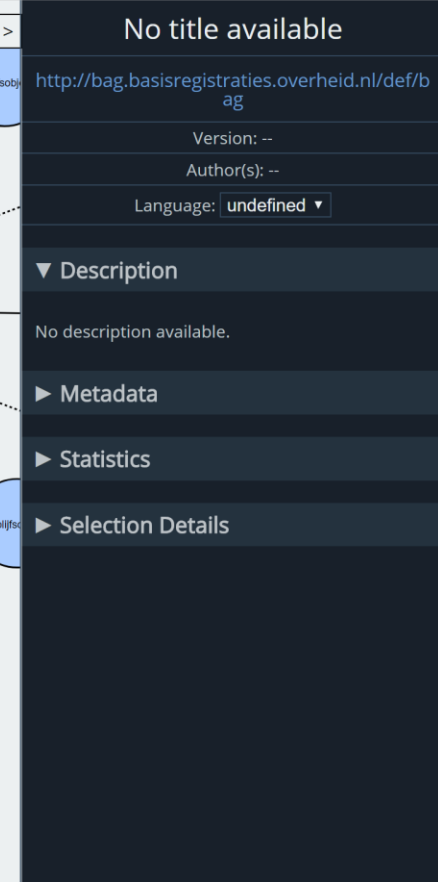 No title available
>
http://bag.basisregistraties.overheid.nl/def/b
ag
Version: --
Author(s): --
Language: undefined ▼
▼ Description
No description available.
▶ Metadata
▶ Statistics
▶ Selection Details